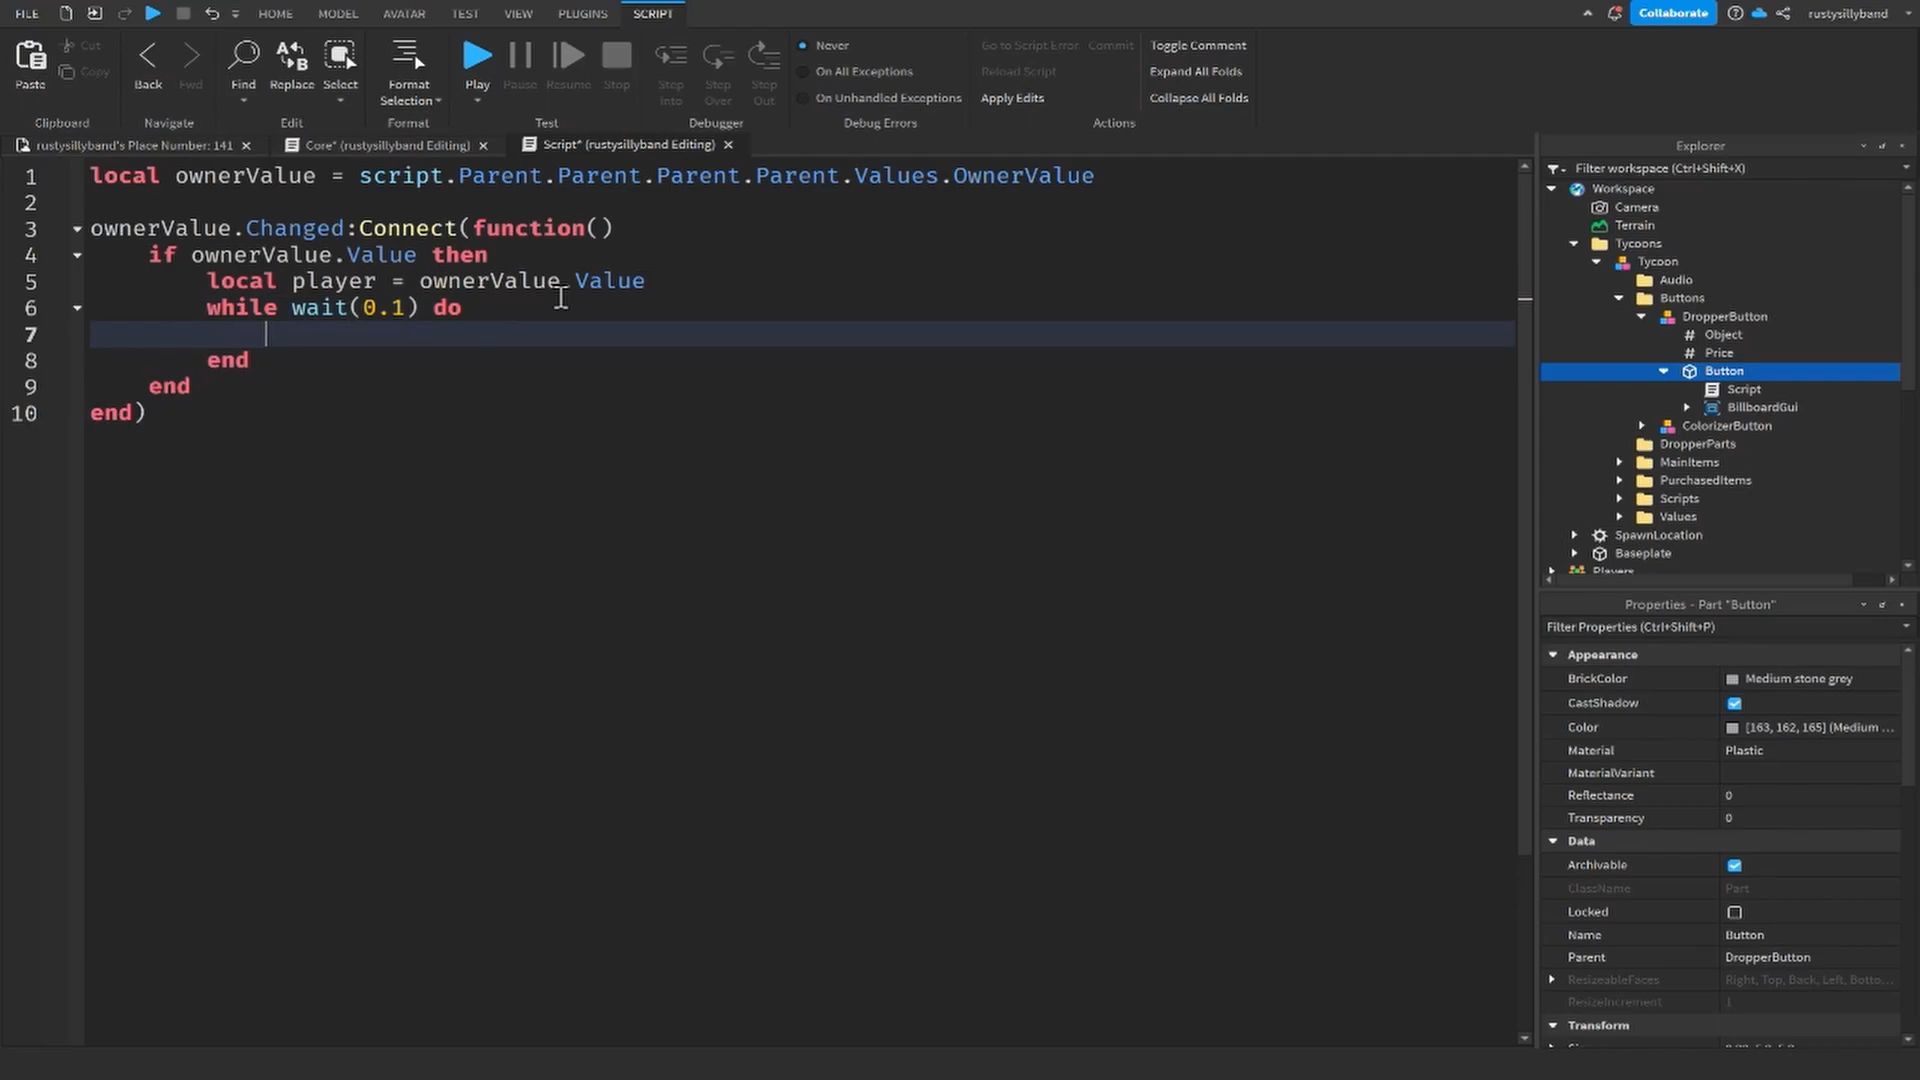 FILE HOME MODEL AVATAR TEST VIEW PLUGINS SCRIPT Collaborate rustysillyband
Paste Cut Copy
Clipboard
Back Fwd
Navigate
Find Replace Select
Edit
Format Selection
Format
Play Pause Resume Stop
Test
Step Into Step Over Step Out
Debugger
Never
On All Exceptions
On Unhandled Exceptions
Debug Errors
Go to Script Error Commit
Reload Script
Apply Edits
Toggle Comment
Expand All Folds
Collapse All Folds
Actions
rustysillyband's Place Number: 141 Core* (rustysillyband Editing) Script* (rustysillyband Editing)
1 local ownerValue = script.Parent.Parent.Parent.Parent.Values.OwnerValue
2
3 ownerValue.Changed:Connect(function()
4 if ownerValue.Value then
5 local player = ownerValue.Value
6 while wait(0.1) do
7
8 end
9 end
10 end)
Explorer
Filter workspace (Ctrl+Shift+X)
Workspace
Camera
Terrain
Tycoons
Tycoon
Audio
Buttons
DropperButton
# Object
# Price
Button
Script
BillboardGui
ColorizerButton
DropperParts
MainItems
PurchasedItems
Scripts
Values
SpawnLocation
Baseplate
Players
Properties - Part "Button"
Filter Properties (Ctrl+Shift+P)
Appearance
BrickColor Medium stone grey
CastShadow
Color [163, 162, 165] (Medium ...
Material Plastic
MaterialVariant
Reflectance 0
Transparency 0
Data
Archivable
ClassName Part
Locked
Name Button
Parent DropperButton
ResizeableFaces Right, Top, Back, Left, Botto...
ResizeIncrement 1
Transform